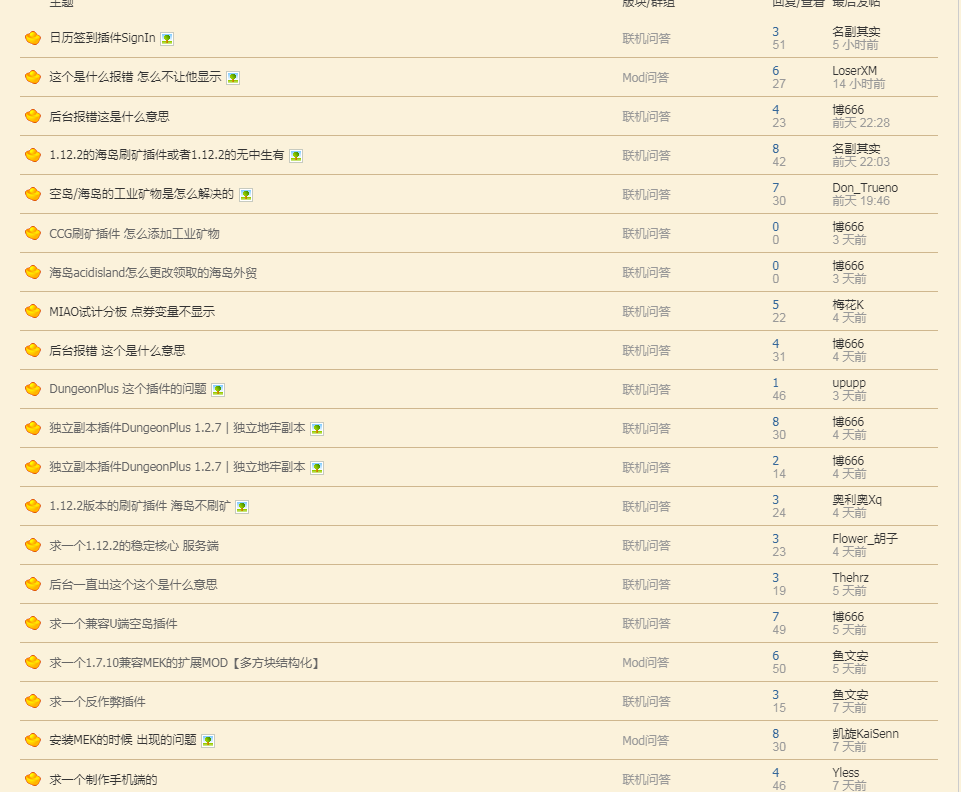 主题 版块/群组 回复/查看 最后发帖
日历签到插件SignIn 联机问答 3 名副其实
51 5 小时前
这个是什么报错 怎么不让他显示 Mod问答 6 LoserXM
27 14 小时前
后台报错这是什么意思 联机问答 4 博666
23 前天 22:28
1.12.2的海岛刷矿插件或者1.12.2的无中生有 联机问答 8 名副其实
42 前天 22:03
空岛/海岛的工业矿物是怎么解决的 联机问答 7 Don_Trueno
30 前天 19:46
CCG刷矿插件 怎么添加工业矿物 联机问答 0 博666
0 3 天前
海岛acidisland怎么更改领取的海岛外貿 联机问答 0 博666
0 3 天前
MIAO试计分板 点券变量不显示 联机问答 5 梅花K
22 4 天前
后台报错 这个是什么意思 联机问答 4 博666
31 4 天前
DungeonPlus 这个插件的问题 联机问答 1 upupp
46 3 天前
独立副本插件DungeonPlus 1.2.7 | 独立地牢副本 联机问答 8 博666
30 4 天前
独立副本插件DungeonPlus 1.2.7 | 独立地牢副本 联机问答 2 博666
14 4 天前
1.12.2版本的刷矿插件 海岛不刷矿 联机问答 3 奥利奥Xq
24 4 天前
求一个1.12.2的稳定核心 服务端 联机问答 3 Flower_胡子
23 4 天前
后台一直出这个这个是什么意思 联机问答 3 Thehrz
19 5 天前
求一个兼容U端空岛插件 联机问答 7 博666
49 5 天前
求一个1.7.10兼容MEK的扩展MOD【多方块结构化】 Mod问答 6 鱼文安
50 5 天前
求一个反作弊插件 联机问答 3 鱼文安
15 7 天前
安装MEK的时候 出现的问题 Mod问答 8 凯旋KaiSenn
30 7 天前
求一个制作手机端的 联机问答 4 Yless
46 7 天前